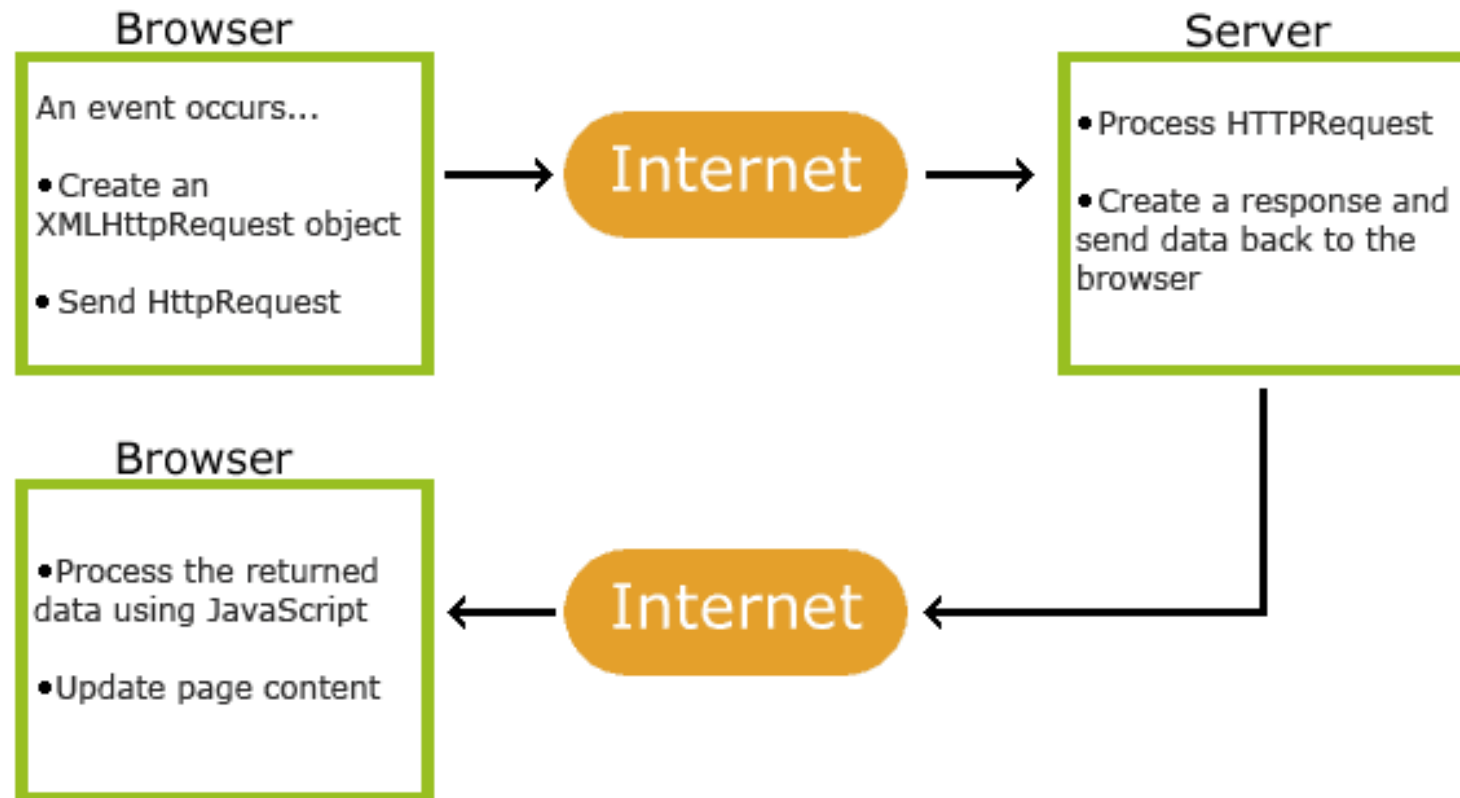 Browser
An event occurs...
•Create an
XMLHttpRequest object
• Send HttpRequest
Internet
Server
•Process HTTPRequest
•Create a response and
send data back to the
browser
Browser
•Process the returned
data using JavaScript
•Update page content
Internet